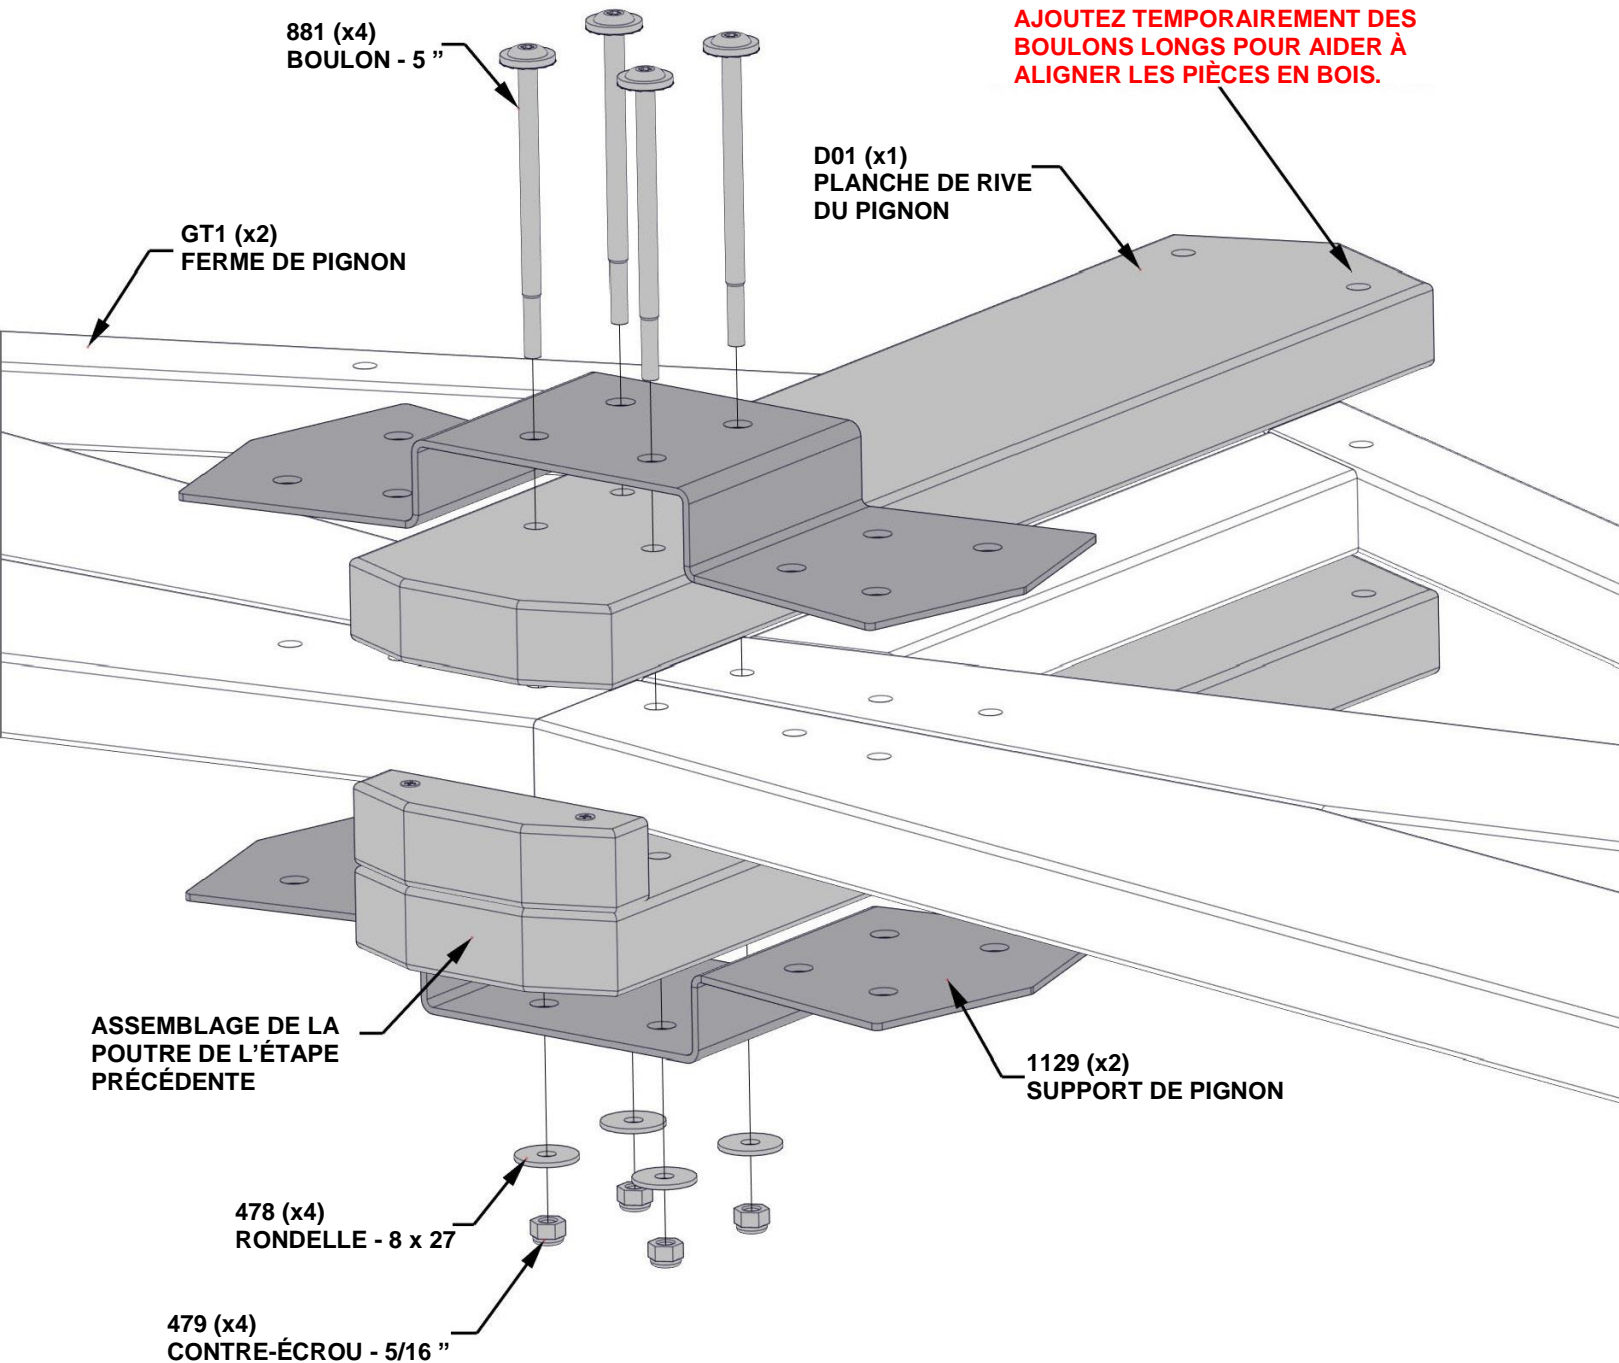 881 (x4)
BOULON - 5 ”
AJOUTEZ TEMPORAIREMENT DES
BOULONS LONGS POUR AIDER À
ALIGNER LES PIÈCES EN BOIS.
D01 (x1)
PLANCHE DE RIVE
DU PIGNON
GT1 (x2)
FERME DE PIGNON
ASSEMBLAGE DE LA
POUTRE DE L’ÉTAPE
PRÉCÉDENTE
1129 (x2)
SUPPORT DE PIGNON
478 (x4)
RONDELLE - 8 x 27
479 (x4)
CONTRE-ÉCROU - 5/16 ”